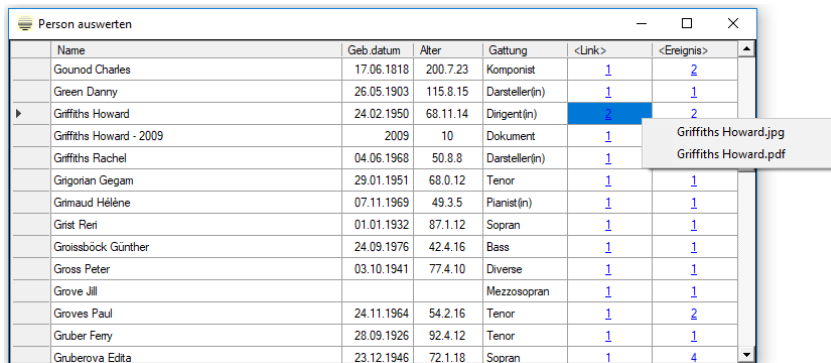 Person auswerten
Name Geb.datum Alter Gattung <Link> <Ereignis>
Gounod Charles 17.06.1818 200.7.23 Komponist 1 2
Green Danny 26.05.1903 115.8.15 Darsteller(in) 1 1
Griffiths Howard 24.02.1950 68.11.14 Dirigent(in) 2 2
Griffiths Howard - 2009 2009 10 Dokument 1 Griffiths Howard.jpg
Griffiths Rachel 04.06.1968 50.8.8 Darsteller(in) 1 Griffiths Howard.pdf
Grigorian Gegam 29.01.1951 68.0.12 Tenor 1 1
Grimaud Hélène 07.11.1969 49.3.5 Pianist(in) 1 1
Grist Reri 01.01.1932 87.1.12 Sopran 1 1
Groissböck Günther 24.09.1976 42.4.16 Bass 1 1
Gross Peter 03.10.1941 77.4.10 Diverse 1 1
Grove Jill Mezzosopran 1 1
Groves Paul 24.11.1964 54.2.16 Tenor 1 2
Gruber Ferry 28.09.1926 92.4.12 Tenor 1 1
Gruberova Edita 23.12.1946 72.1.18 Sopran 1 4